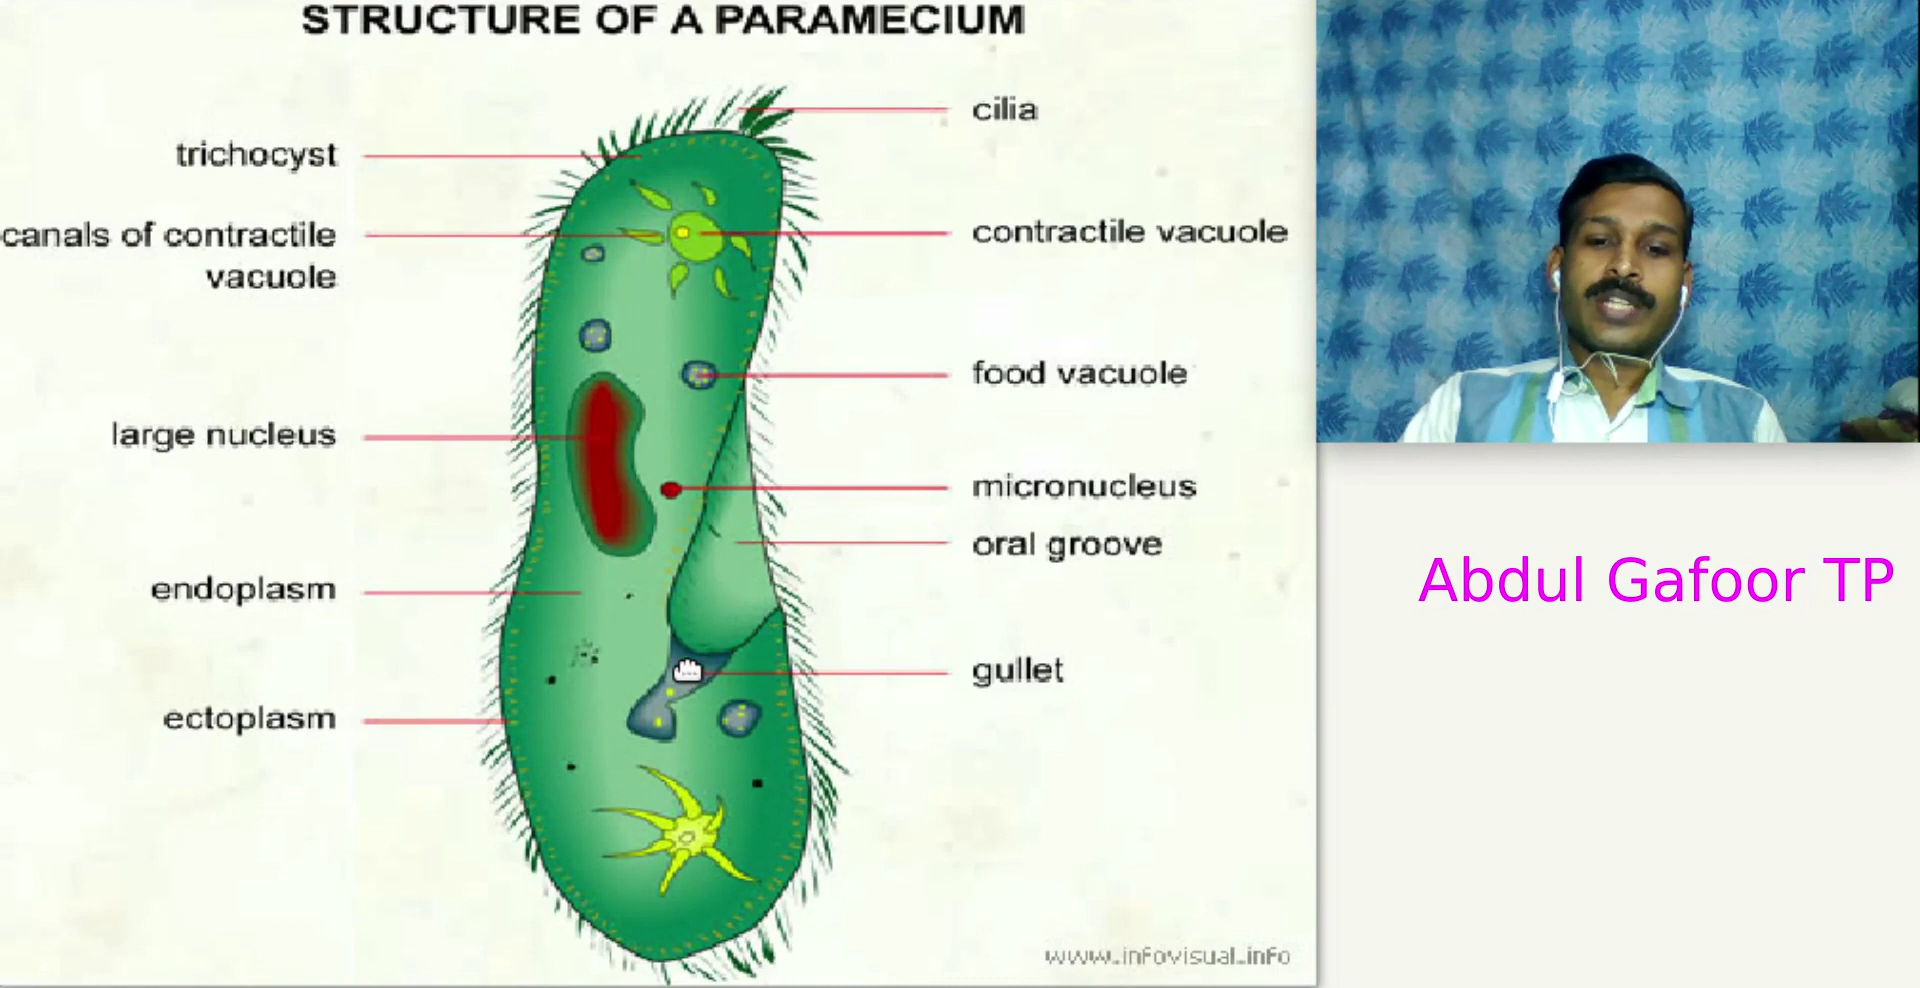 STRUCTURE OF A PARAMECIUM
cilia
trichocyst
canals of contractile
vacuole
contractile vacuole
food vacuole
large nucleus
micronucleus
oral groove
endoplasm
gullet
ectoplasm
www.infovisual.info
Abdul Gafoor TP